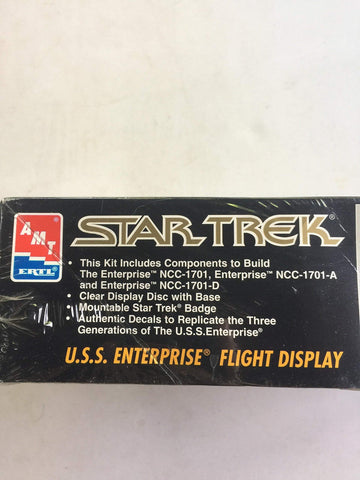 AMT
ERTL®
STAR TREK®
• This Kit Includes Components to Build
The Enterprise™ NCC-1701, Enterprise™ NCC-1701-A
and Enterprise™ NCC-1701-D
• Clear Display Disc with Base
• Mountable Star Trek® Badge
Authentic Decals to Replicate the Three
Generations of The U.S.S.Enterprise®
U.S.S. ENTERPRISE® FLIGHT DISPLAY